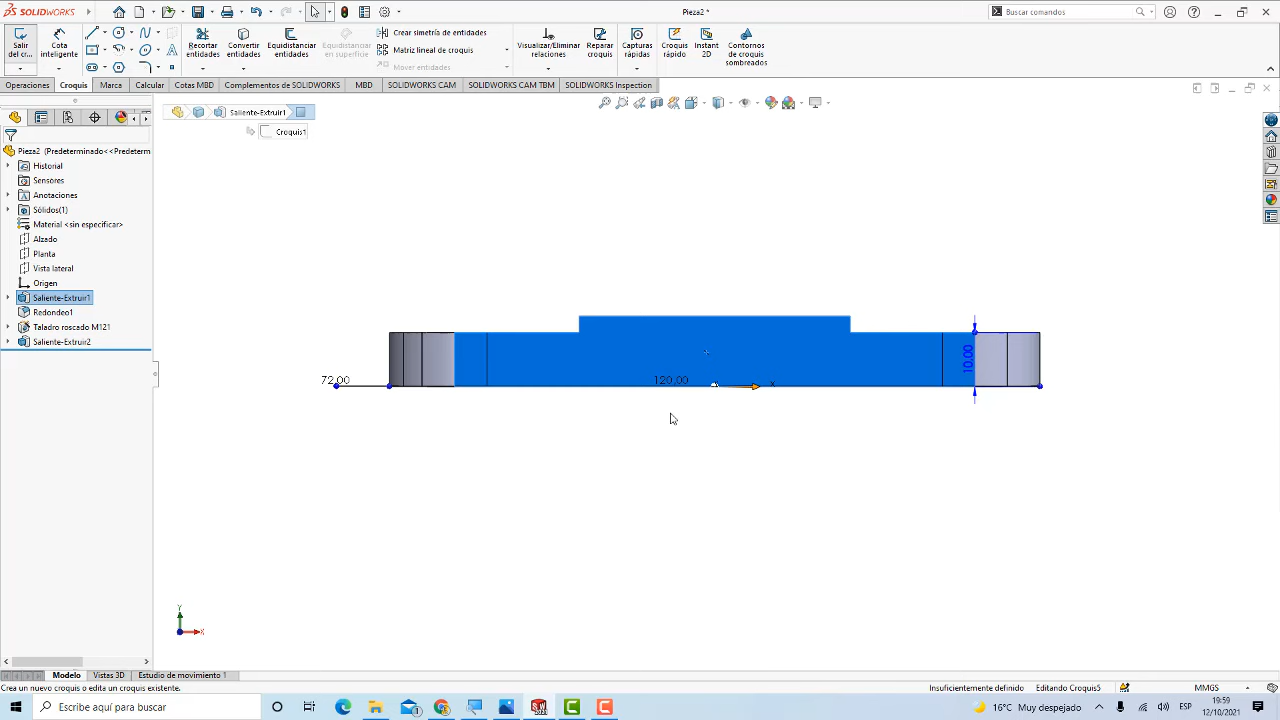 SOLIDWORKS
Pieza2 *
Buscar comandos
Salir del cr...
Cota inteligente
Recortar entidades
Convertir entidades
Equidistanciar entidades
Equidistanciar en superficie
Crear simetría de entidades
Matriz lineal de croquis
Mover entidades
Visualizar/Eliminar relaciones
Reparar croquis
Capturas rápido
Croquis rápido
Instant 2D
Contornos de croquis sombreados
Operaciones
Croquis
Marca
Calcular
Cotas MBD
Complementos de SOLIDWORKS
MBD
SOLIDWORKS CAM
SOLIDWORKS CAM TBM
SOLIDWORKS Inspection
Saliente-Extruir1
Croquis1
Pieza2 (Predeterminado<<Predeterm
Historial
Sensores
Anotaciones
Sólidos(1)
Material <sin especificar>
Alzado
Planta
Vista lateral
Origen
Saliente-Extruir1
Redondeo1
Taladro roscado M121
Saliente-Extruir2
72,00
120,00
10,00
X
Y
X
Modelo
Vistas 3D
Estudio de movimiento 1
Crea un nuevo croquis o edita un croquis existente.
Insuficientemente definido
Editando Croquis5
MMGS
Escribe aquí para buscar
16°C Muy despejado
ESP
19:59
12/10/2021